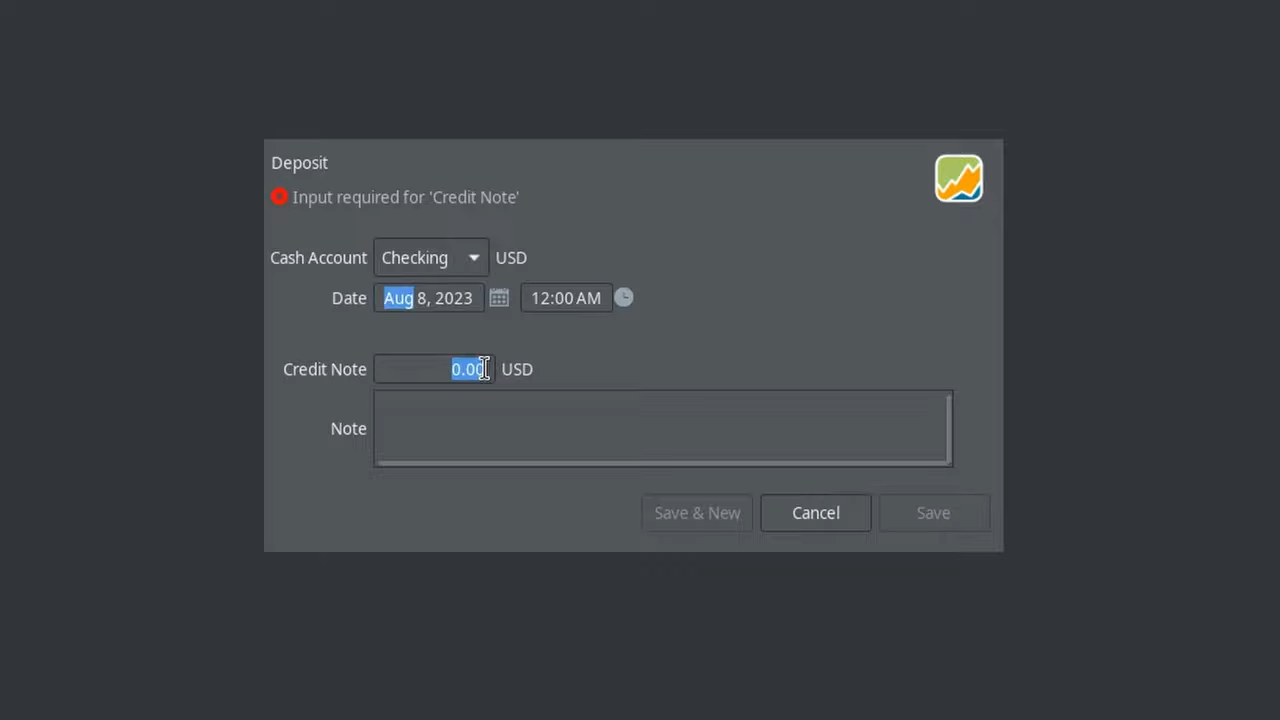 Deposit
Input required for 'Credit Note'
Cash Account Checking USD
Date Aug 8, 2023 12:00 AM
Credit Note 0.00 USD
Note
Save & New Cancel Save